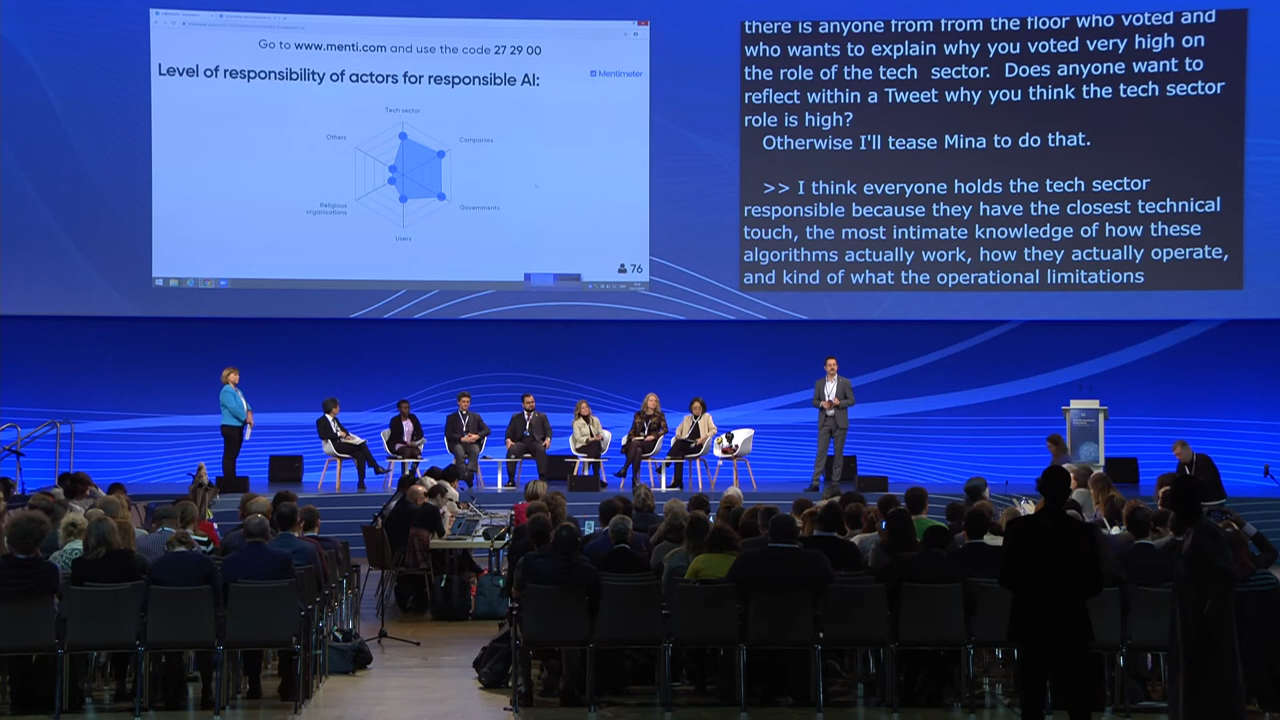 Go to www.menti.com and use the code 27 29 00
Level of responsibility of actors for responsible AI:
Mentimeter
Tech sector
Others
Companies
Religious
organisations
Governments
Users
76
there is anyone from from the floor who voted and
who wants to explain why you voted very high on
the role of the tech sector. Does anyone want to
reflect within a Tweet why you think the tech sector
role is high?
Otherwise I'll tease Mina to do that.
>> I think everyone holds the tech sector
responsible because they have the closest technical
touch, the most intimate knowledge of how these
algorithms actually work, how they actually operate,
and kind of what the operational limitations